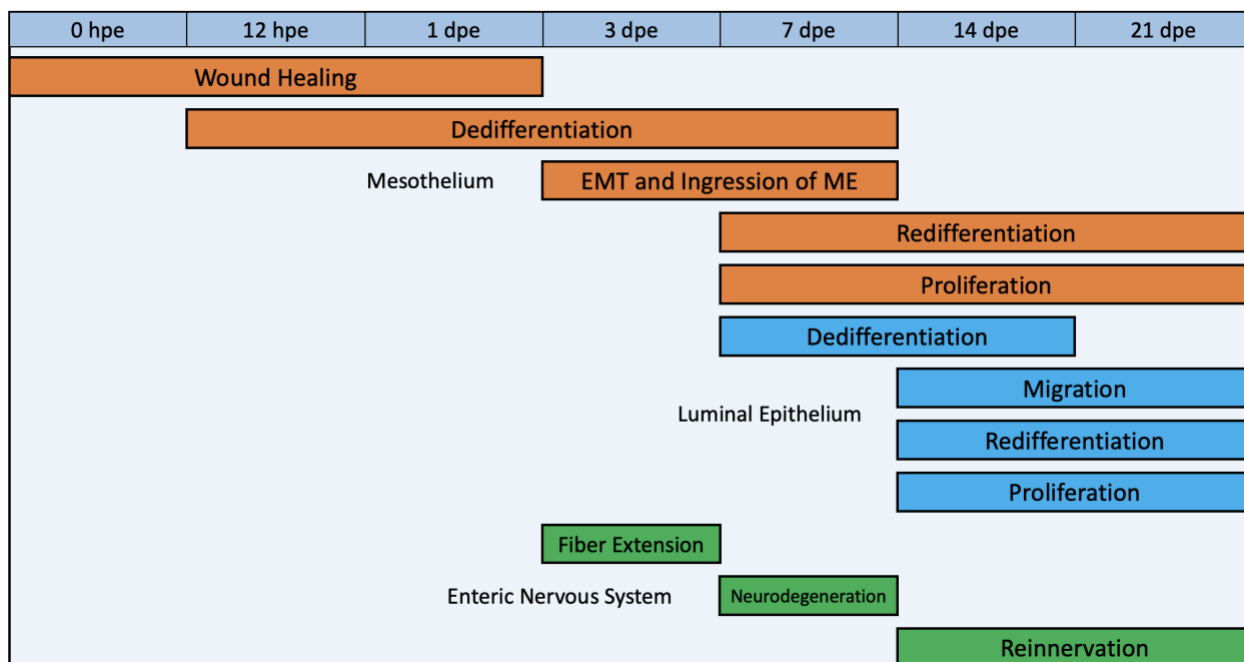 0 hpe 12 hpe 1 dpe 3 dpe 7 dpe 14 dpe 21 dpe
Wound Healing
Dedifferentiation
Mesothelium EMT and Ingression of ME
Redifferentiation
Proliferation
Dedifferentiation
Migration
Luminal Epithelium
Redifferentiation
Proliferation
Fiber Extension
Enteric Nervous System Neurodegeneration
Reinnervation